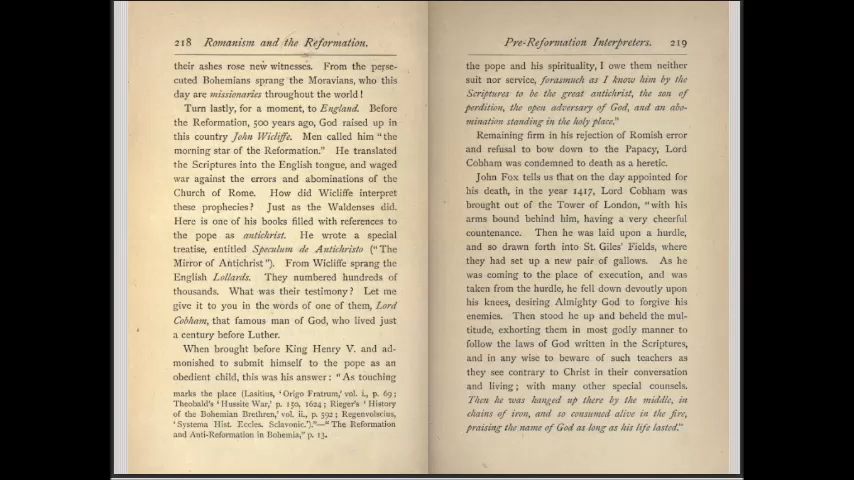 218 Romanism and the Reformation.
their ashes rose new witnesses. From the perse-
cuted Bohemians sprang the Moravians, who this
day are missionaries throughout the world!
Turn lastly, for a moment, to England. Before
the Reformation, 500 years ago, God raised up in
this country John Wicliffe. Men called him "the
morning star of the Reformation." He translated
the Scriptures into the English tongue, and waged
war against the errors and abominations of the
Church of Rome. How did Wicliffe interpret
these prophecies? Just as the Waldenses did.
Here is one of his books filled with references to
the pope as antichrist. He wrote a special
treatise, entitled Speculum de Antichristo ("The
Mirror of Antichrist"). From Wicliffe sprang the
English Lollards. They numbered hundreds of
thousands. What was their testimony? Let me
give it to you in the words of one of them, Lord
Cobham, that famous man of God, who lived just
a century before Luther.
When brought before King Henry V. and ad-
monished to submit himself to the pope as an
obedient child, this was his answer: "As touching
marks the place (Lasitius, 'Origo Fratrum,' vol. i., p. 69;
Theobald's 'Hussite War,' p. 150, 1624; Rieger's 'History
of the Bohemian Brethren,' vol. ii., p. 592; Regenvolscius,
'Systema Hist. Eccles. Sclavonic.')."—"The Reformation
and Anti-Reformation in Bohemia," p. 13.
Pre-Reformation Interpreters. 219
the pope and his spirituality, I owe them neither
suit nor service, forasmuch as I know him by the
Scriptures to be the great antichrist, the son of
perdition, the open adversary of God, and an abo-
mination standing in the holy place."
Remaining firm in his rejection of Romish error
and refusal to bow down to the Papacy, Lord
Cobham was condemned to death as a heretic.
John Fox tells us that on the day appointed for
his death, in the year 1417, Lord Cobham was
brought out of the Tower of London, "with his
arms bound behind him, having a very cheerful
countenance. Then he was laid upon a hurdle,
and so drawn forth into St. Giles' Fields, where
they had set up a new pair of gallows. As he
was coming to the place of execution, and was
taken from the hurdle, he fell down devoutly upon
his knees, desiring Almighty God to forgive his
enemies. Then stood he up and beheld the mul-
titude, exhorting them in most godly manner to
follow the laws of God written in the Scriptures,
and in any wise to beware of such teachers as
they see contrary to Christ in their conversation
and living; with many other special counsels.
Then he was hanged up there by the middle, in
chains of iron, and so consumed alive in the fire,
praising the name of God as long as his life lasted."